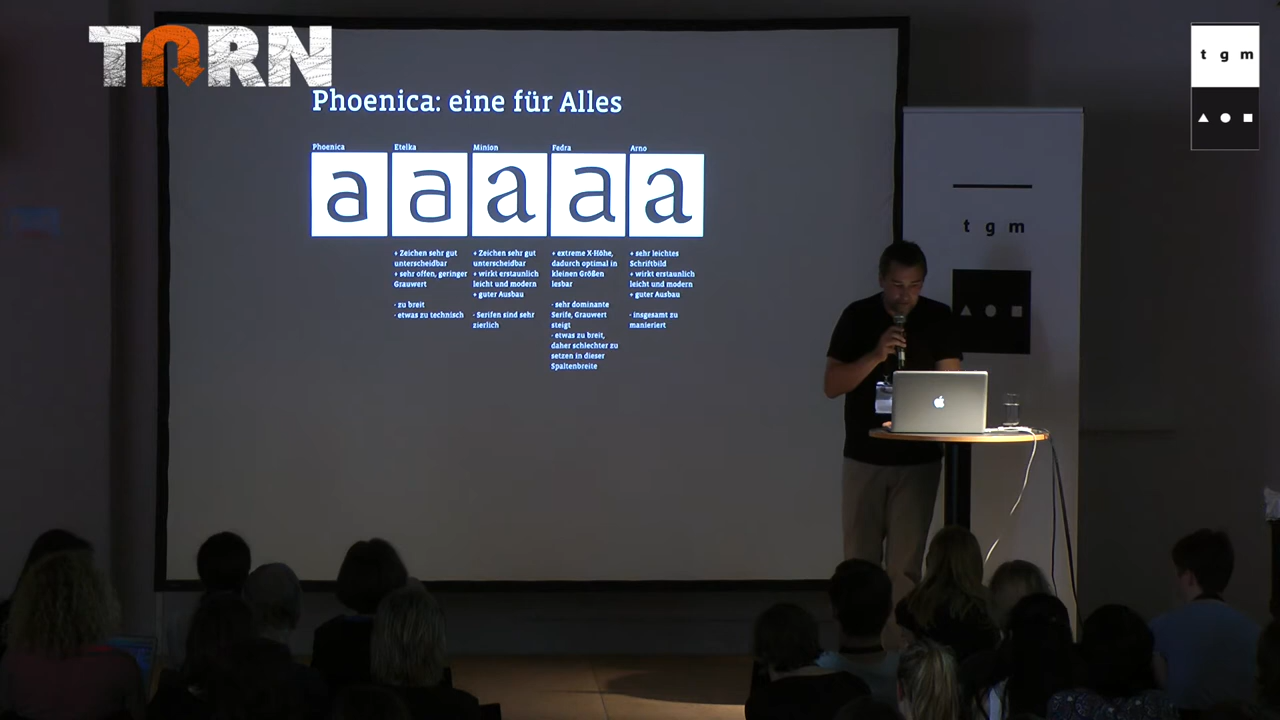 TURN
t g m
Phoenica: eine für Alles
Phoenica Etelka Minion Fedra Arno
a a a a a
+ Zeichen sehr gut
unterscheidbar
+ sehr offen, geringer
Grauwert
- zu breit
- etwas zu technisch
+ Zeichen sehr gut
unterscheidbar
+ wirkt erstaunlich
leicht und modern
+ guter Ausbau
- Serifen sind sehr
zierlich
+ extreme X-Höhe,
dadurch optimal in
kleinen Größen
lesbar
- sehr dominante
Serife, Grauwert
steigt
- etwas zu breit,
daher schlechter zu
setzen in dieser
Spaltenbreite
+ sehr leichtes
Schriftbild
+ wirkt erstaunlich
leicht und modern
+ guter Ausbau
- insgesamt zu
manieriert
t g m